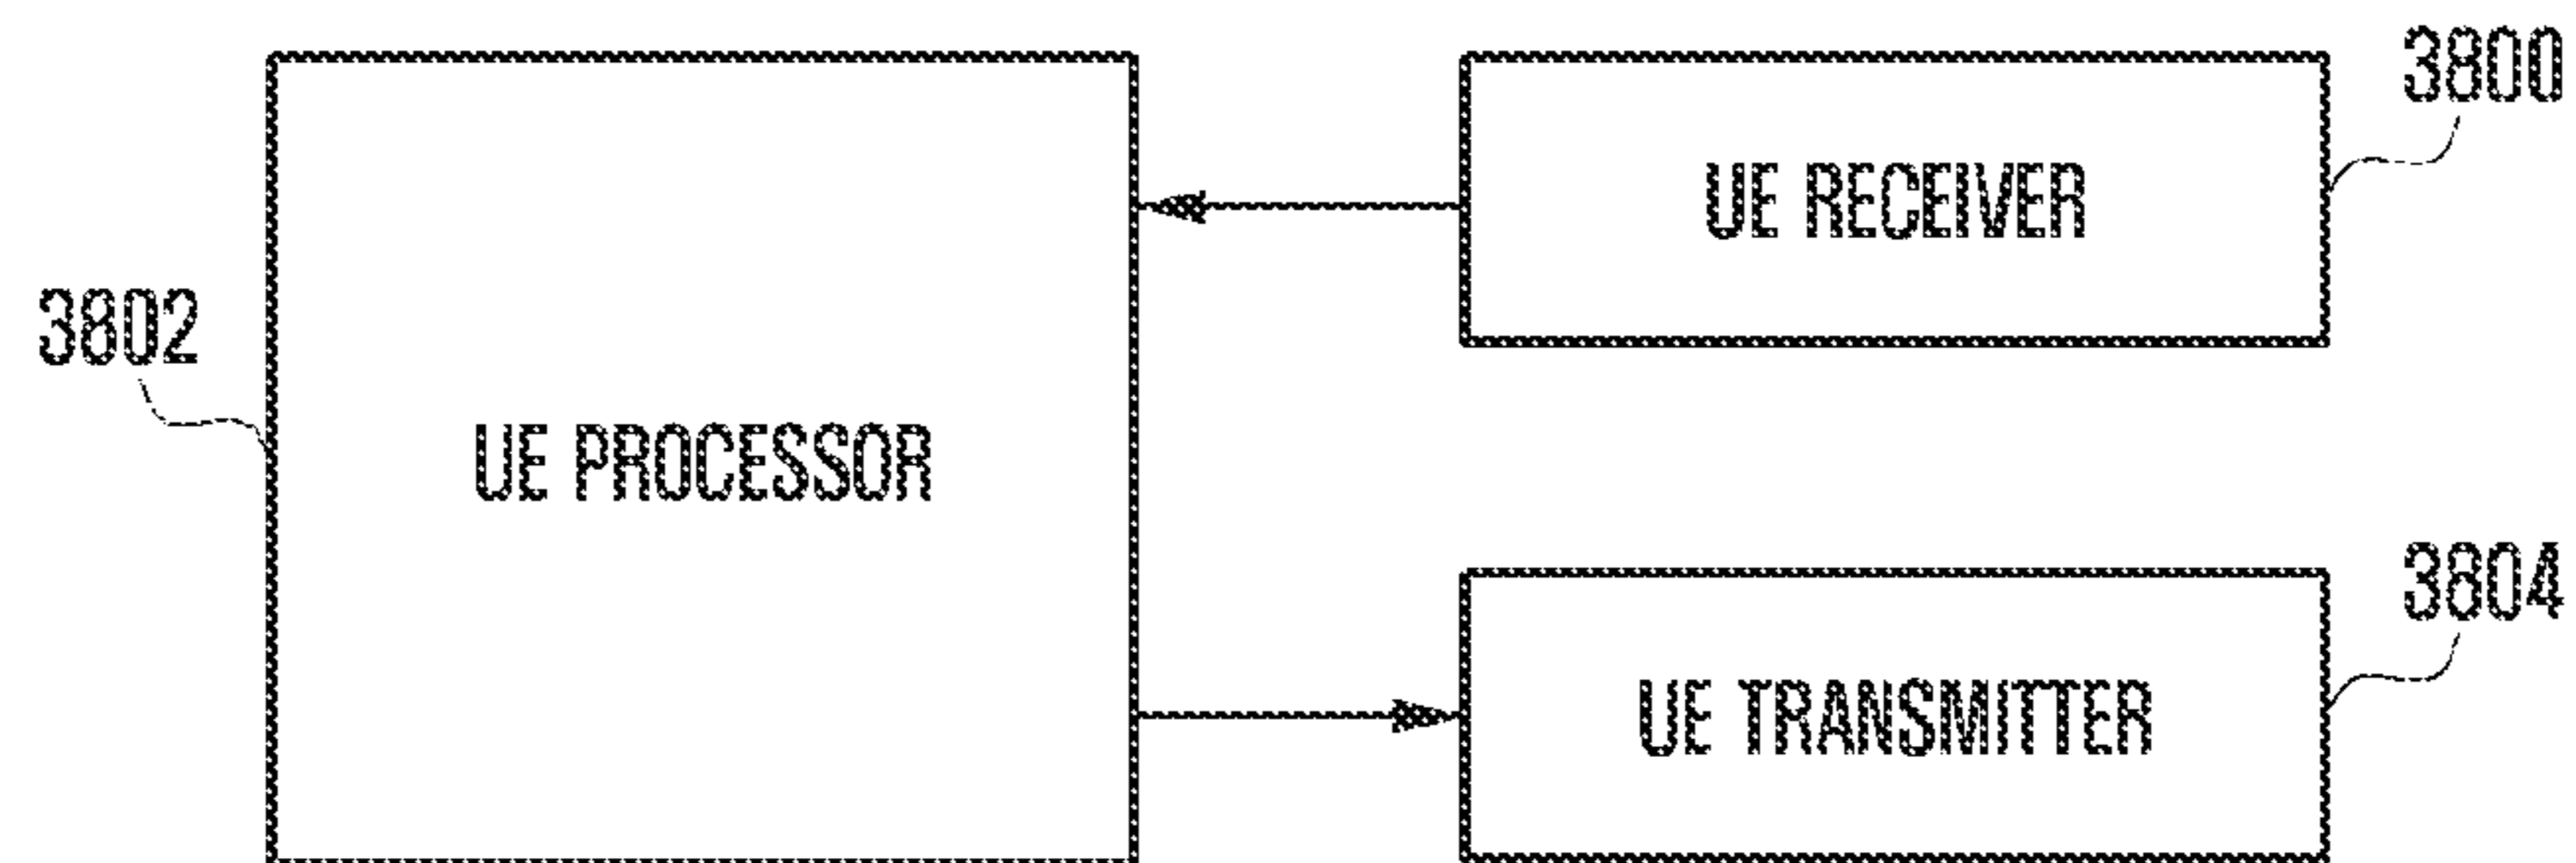 3800
UE RECEIVER
3802
UE PROCESSOR
3804
UE TRANSMITTER